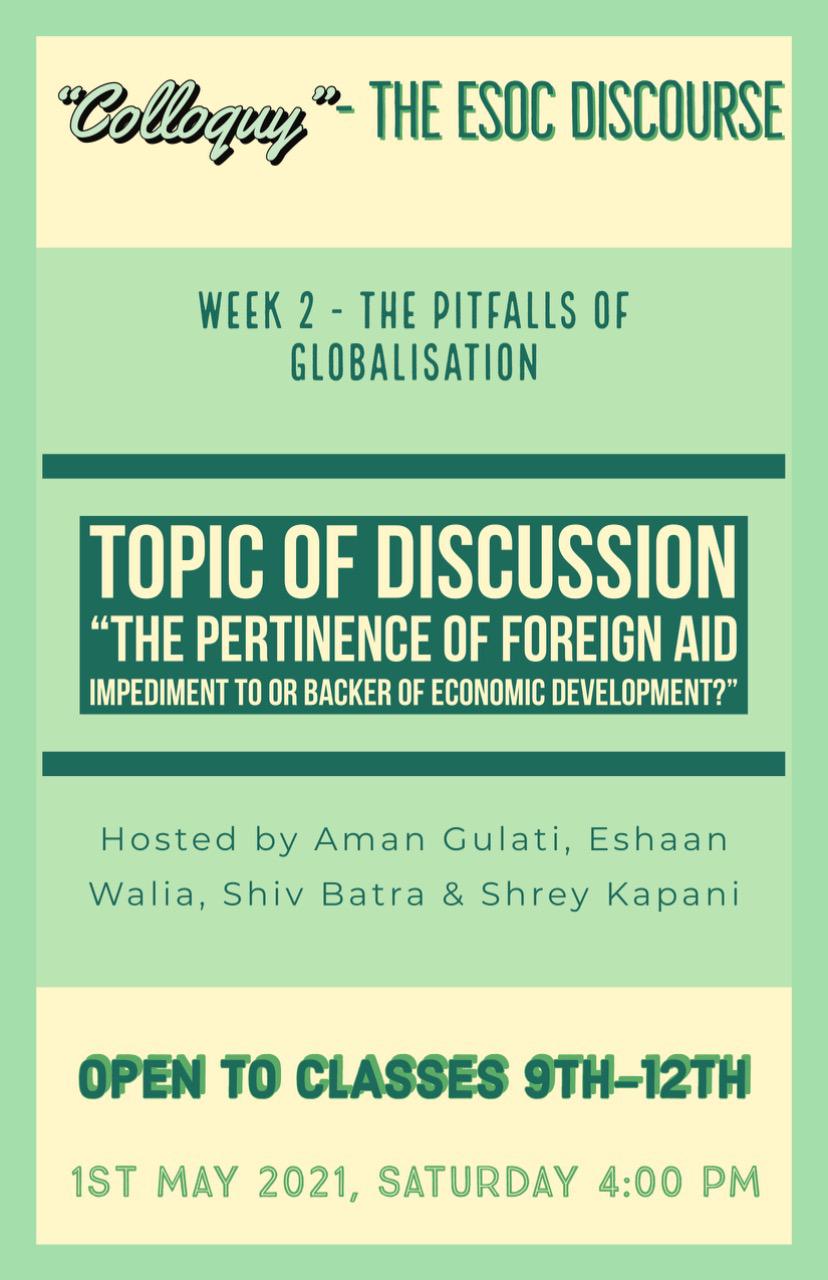 “Colloquy”- THE ESOC DISCOURSE
WEEK 2 - THE PITFALLS OF
GLOBALISATION
TOPIC OF DISCUSSION
“THE PERTINENCE OF FOREIGN AID
IMPEDIMENT TO OR BACKER OF ECONOMIC DEVELOPMENT?”
Hosted by Aman Gulati, Eshaan
Walia, Shiv Batra & Shrey Kapani
OPEN TO CLASSES 9TH-12TH
1ST MAY 2021, SATURDAY 4:00 PM